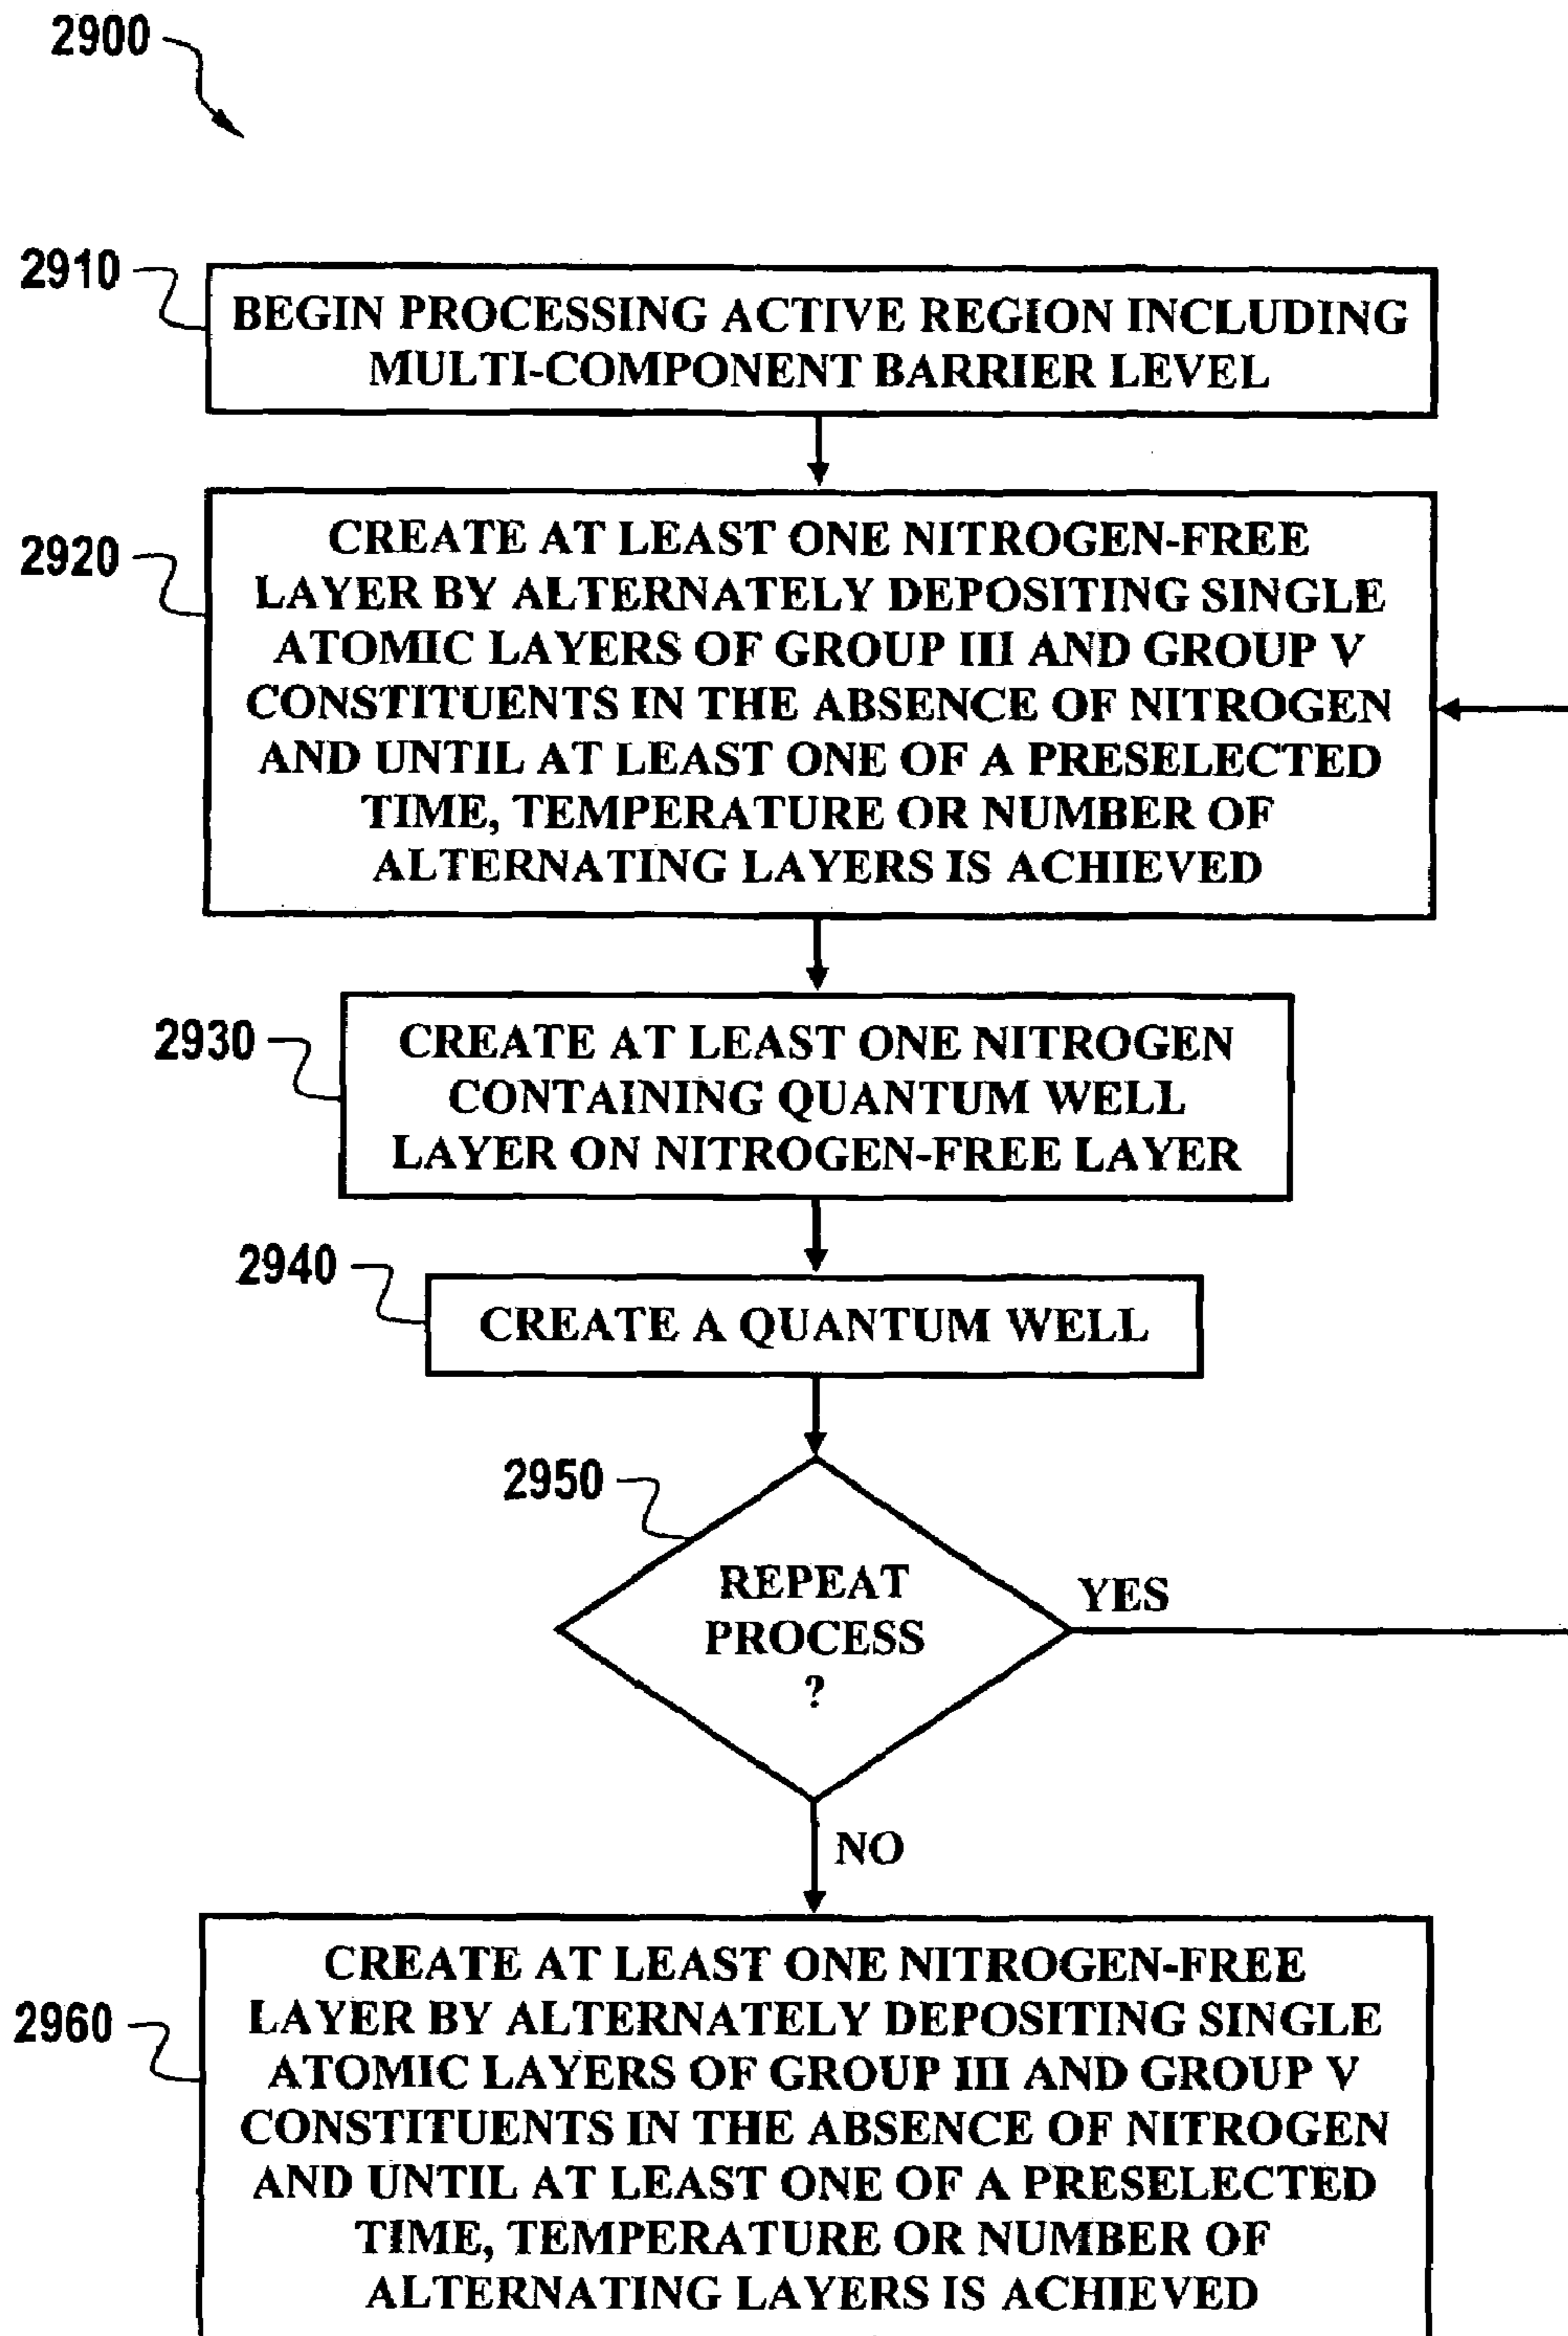 2900
2910
BEGIN PROCESSING ACTIVE REGION INCLUDING
MULTI-COMPONENT BARRIER LEVEL
2920
CREATE AT LEAST ONE NITROGEN-FREE
LAYER BY ALTERNATELY DEPOSITING SINGLE
ATOMIC LAYERS OF GROUP III AND GROUP V
CONSTITUENTS IN THE ABSENCE OF NITROGEN
AND UNTIL AT LEAST ONE OF A PRESELECTED
TIME, TEMPERATURE OR NUMBER OF
ALTERNATING LAYERS IS ACHIEVED
2930
CREATE AT LEAST ONE NITROGEN
CONTAINING QUANTUM WELL
LAYER ON NITROGEN-FREE LAYER
2940
CREATE A QUANTUM WELL
2950
REPEAT
PROCESS
?
YES
NO
2960
CREATE AT LEAST ONE NITROGEN-FREE
LAYER BY ALTERNATELY DEPOSITING SINGLE
ATOMIC LAYERS OF GROUP III AND GROUP V
CONSTITUENTS IN THE ABSENCE OF NITROGEN
AND UNTIL AT LEAST ONE OF A PRESELECTED
TIME, TEMPERATURE OR NUMBER OF
ALTERNATING LAYERS IS ACHIEVED